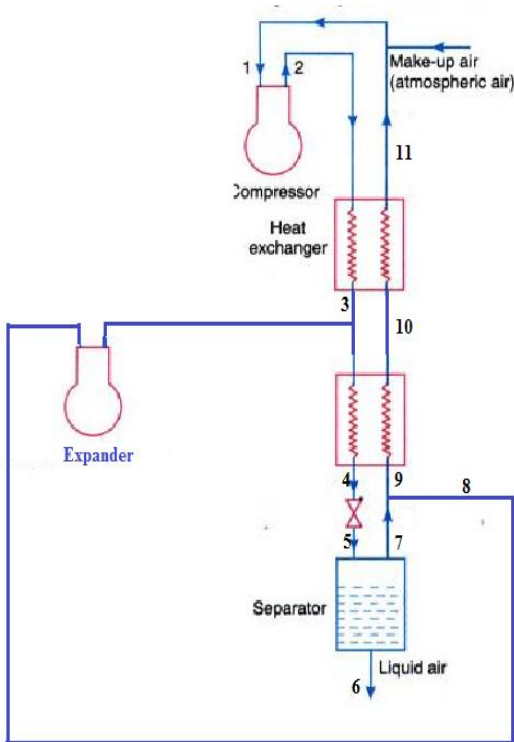 Make-up air
(atmospheric air)
1
2
11
Compressor
Heat
exchanger
3
10
Expander
4
9
8
5
7
Separator
Liquid air
6